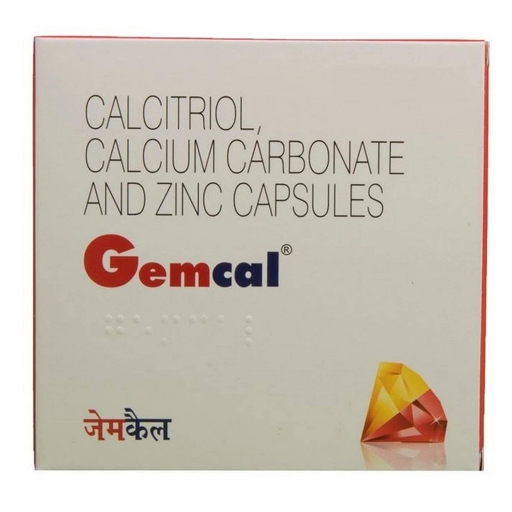 CALCITRIOL,
CALCIUM CARBONATE
AND ZINC CAPSULES
Gemcal®
जेमकैल